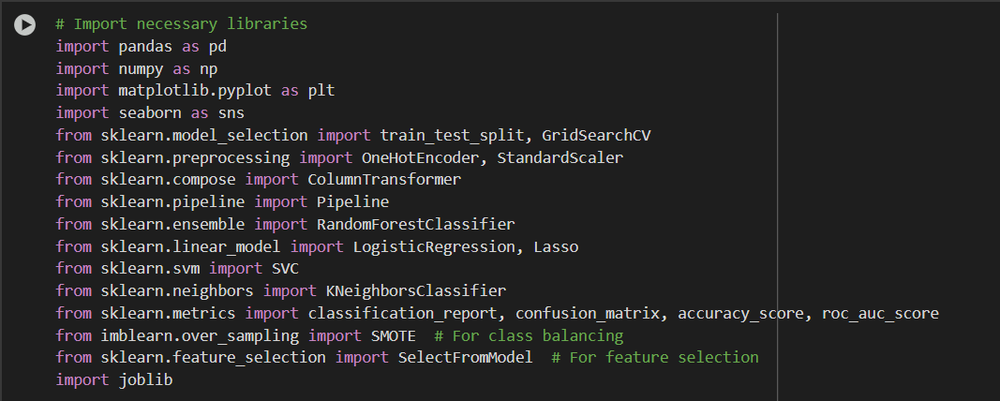 # Import necessary libraries
import pandas as pd
import numpy as np
import matplotlib.pyplot as plt
import seaborn as sns
from sklearn.model_selection import train_test_split, GridSearchCV
from sklearn.preprocessing import OneHotEncoder, StandardScaler
from sklearn.compose import ColumnTransformer
from sklearn.pipeline import Pipeline
from sklearn.ensemble import RandomForestClassifier
from sklearn.linear_model import LogisticRegression, Lasso
from sklearn.svm import SVC
from sklearn.neighbors import KNeighborsClassifier
from sklearn.metrics import classification_report, confusion_matrix, accuracy_score, roc_auc_score
from imblearn.over_sampling import SMOTE  # For class balancing
from sklearn.feature_selection import SelectFromModel  # For feature selection
import joblib